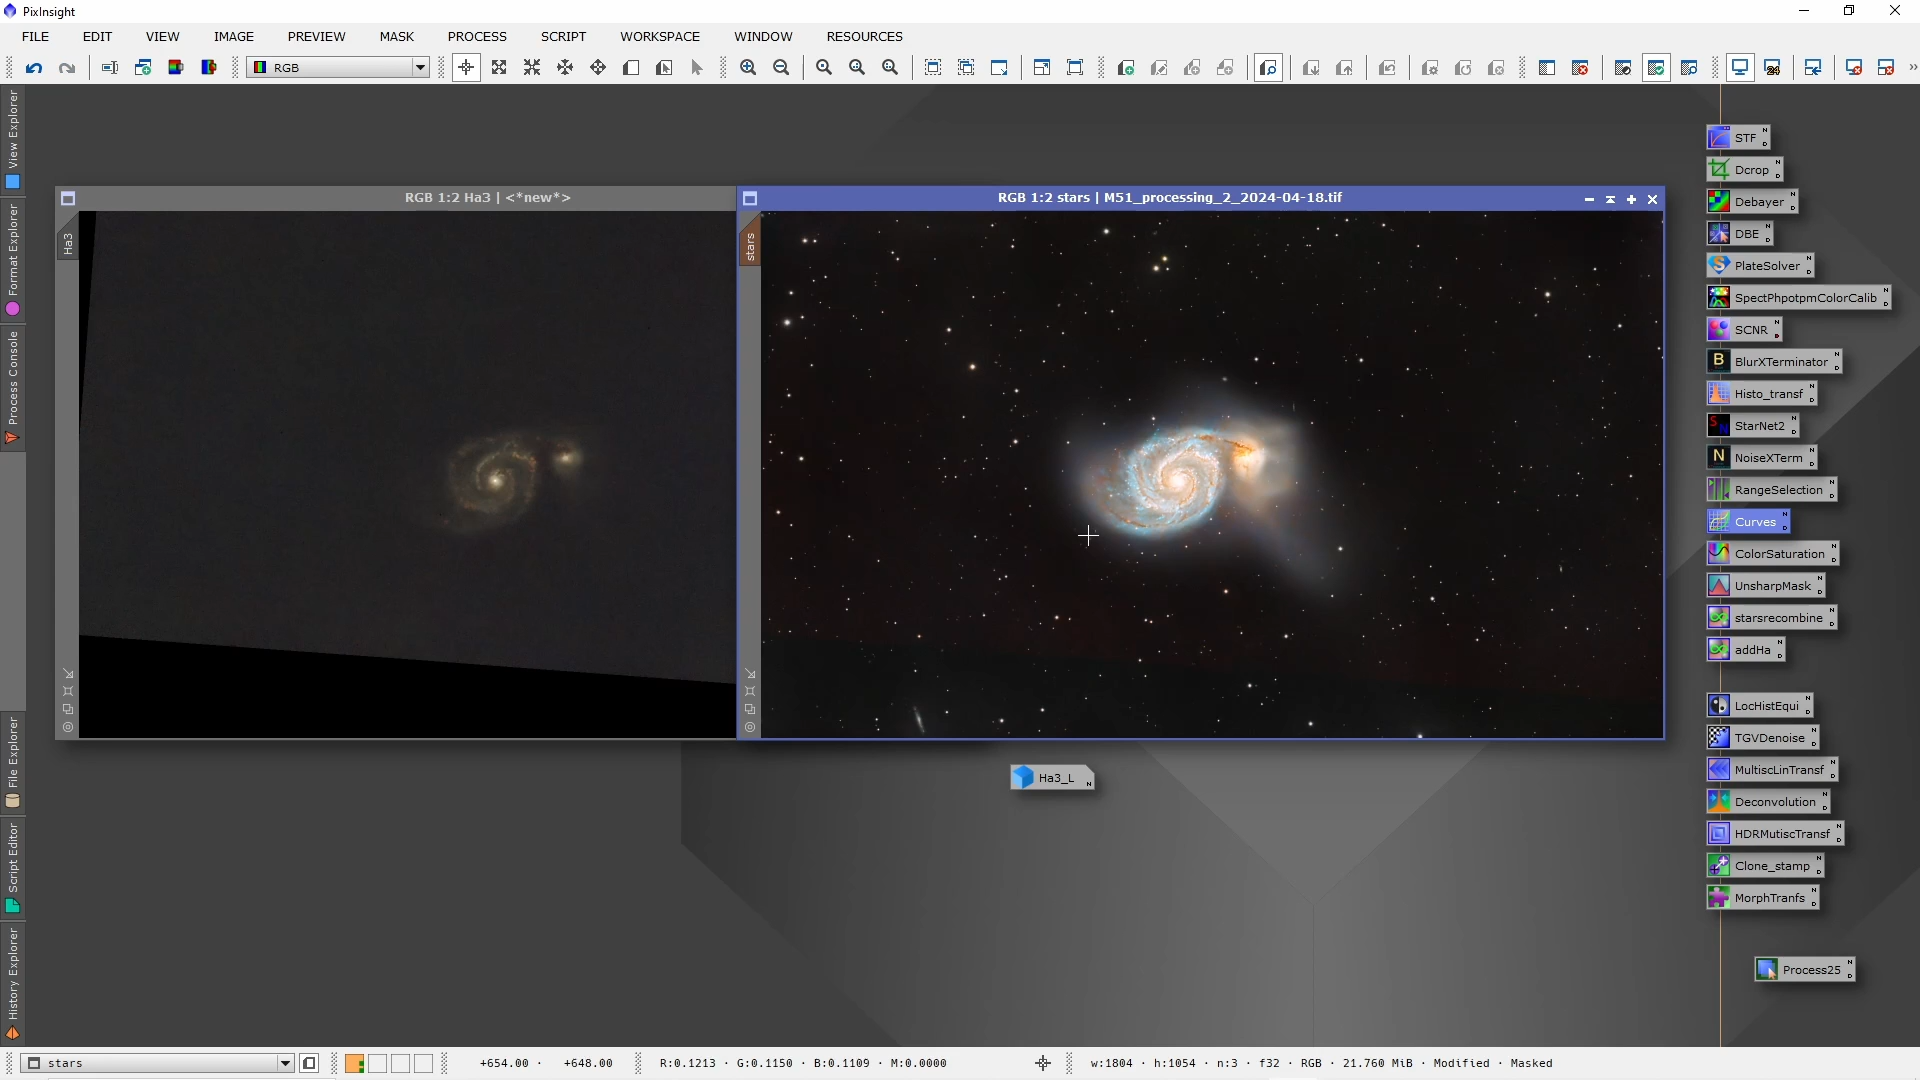 PixInsight
FILE EDIT VIEW IMAGE PREVIEW MASK PROCESS SCRIPT WORKSPACE WINDOW RESOURCES
RGB
24
View Explorer
Format Explorer
Process Console
File Explorer
Script Editor
History Explorer
RGB 1:2 Ha3 | <*new*>
Ha3
RGB 1:2 stars | M51_processing_2_2024-04-18.tif
stars
Ha3_L
N
STF
Dcrop
Debayer
DBE
PlateSolver
SpectPhpotpmColorCalib
SCNR
BlurXTerminator
Histo_transf
StarNet2
NoiseXTerm
RangeSelection
Curves
ColorSaturation
UnsharpMask
starsrecombine
addHa
LocHistEqui
TGVDenoise
MultiscLinTransf
Deconvolution
HDRMutiscTransf
Clone_stamp
MorphTranfs
Process25
stars
+654.00 · +648.00
R:0.1213 · G:0.1150 · B:0.1109 · M:0.0000
w:1804 · h:1054 · n:3 · f32 · RGB · 21.760 MiB · Modified · Masked